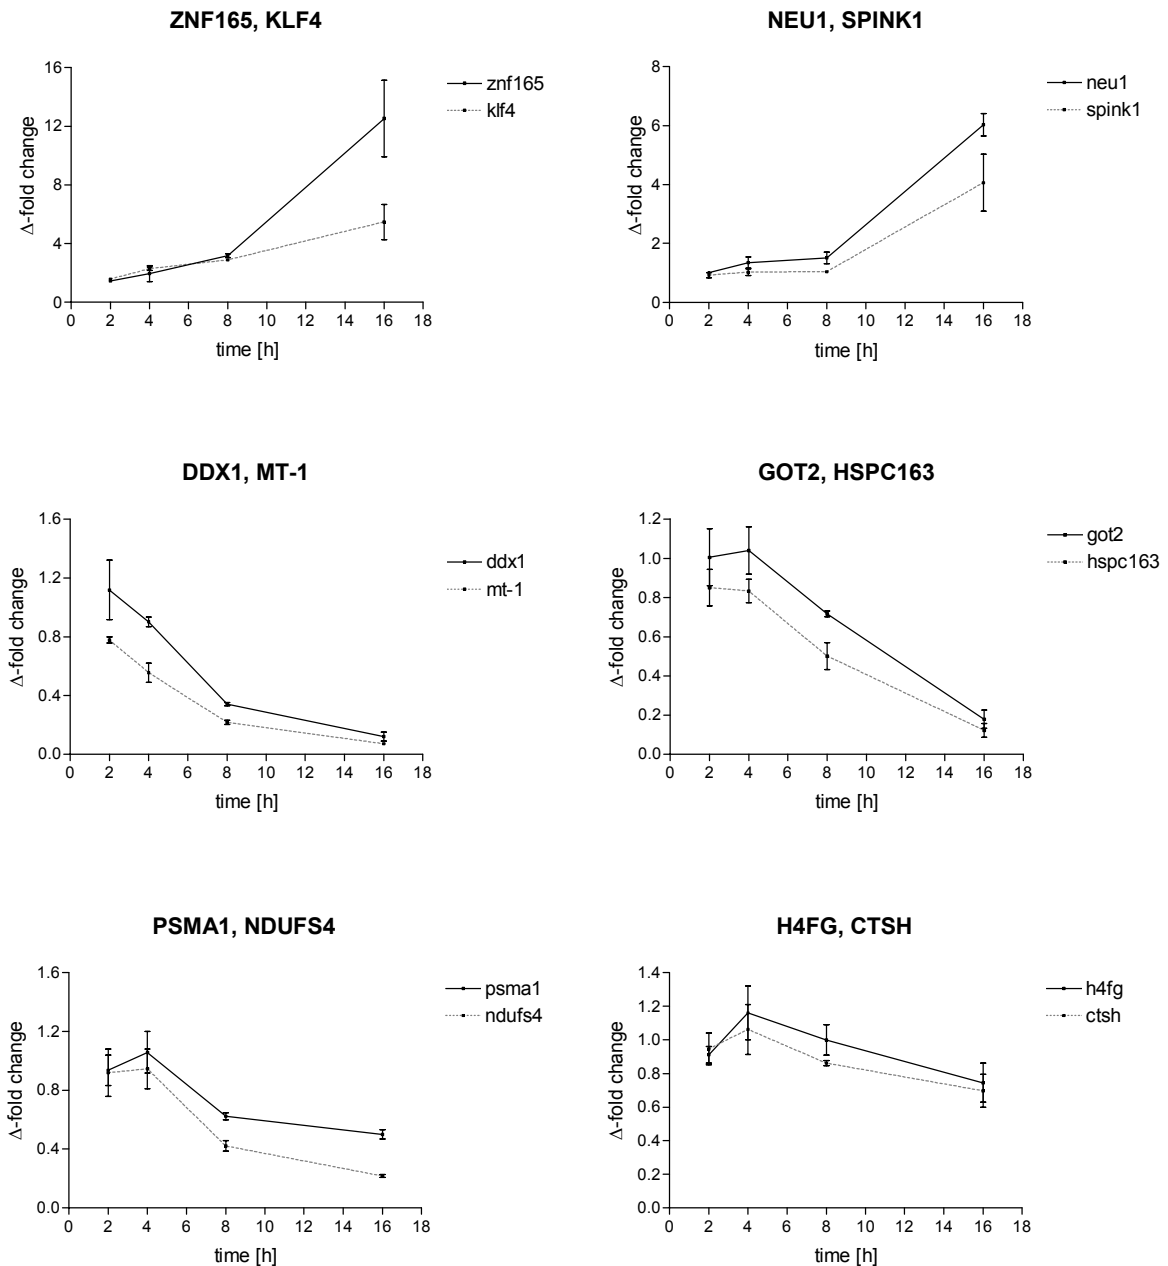 ZNF165, KLF4
16
12
8
4
0
Δ-fold change
0 2 4 6 8 10 12 14 16 18
time [h]
znf165
klf4
NEU1, SPINK1
8
6
4
2
0
Δ-fold change
0 2 4 6 8 10 12 14 16 18
time [h]
neu1
spink1
DDX1, MT-1
1.6
1.2
0.8
0.4
0.0
Δ-fold change
0 2 4 6 8 10 12 14 16 18
time [h]
ddx1
mt-1
GOT2, HSPC163
1.2
1.0
0.8
0.6
0.4
0.2
0.0
Δ-fold change
0 2 4 6 8 10 12 14 16 18
time [h]
got2
hspc163
PSMA1, NDUFS4
1.6
1.2
0.8
0.4
0.0
Δ-fold change
0 2 4 6 8 10 12 14 16 18
time [h]
psma1
ndufs4
H4FG, CTSH
1.4
1.2
1.0
0.8
0.6
0.4
0.2
0.0
Δ-fold change
0 2 4 6 8 10 12 14 16 18
time [h]
h4fg
ctsh